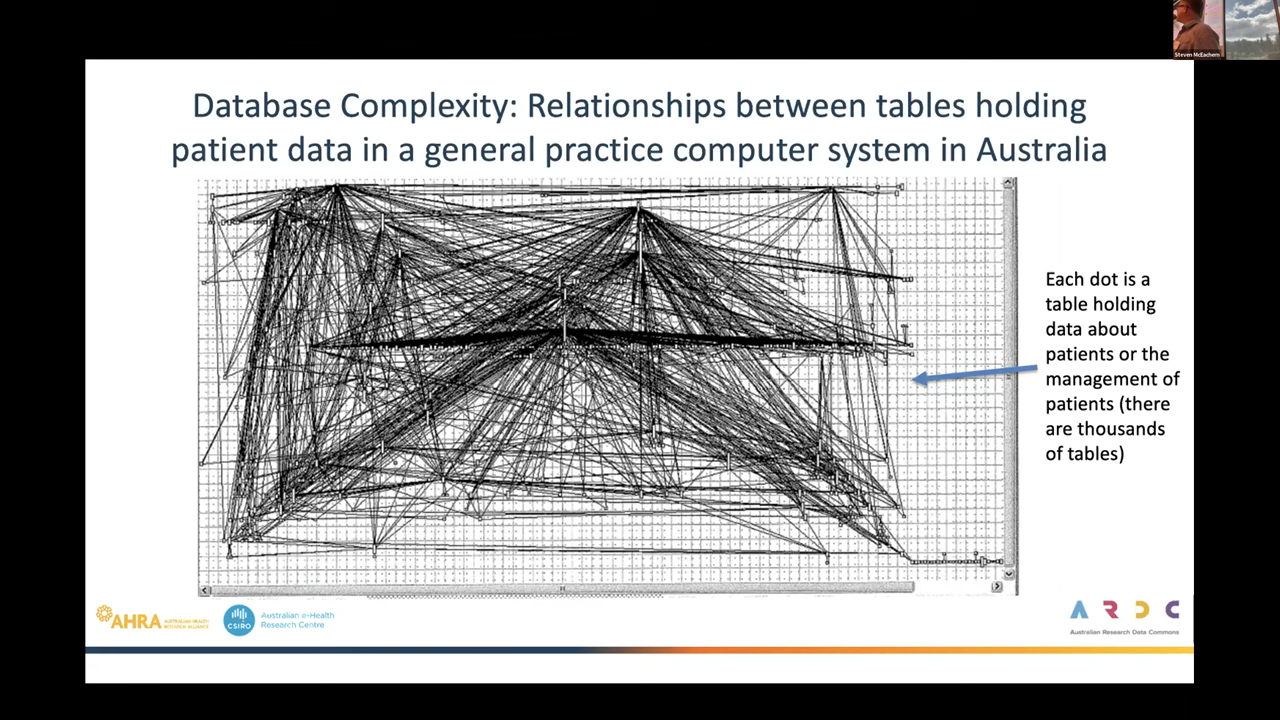 Steven McEachern
Database Complexity: Relationships between tables holding
patient data in a general practice computer system in Australia
Each dot is a
table holding
data about
patients or the
management of
patients (there
are thousands
of tables)
AHRA
AUSTRALIAN HEALTH
RESEARCH ALLIANCE
CSIRO
Australian e-Health
Research Centre
ARDC
Australian Research Data Commons